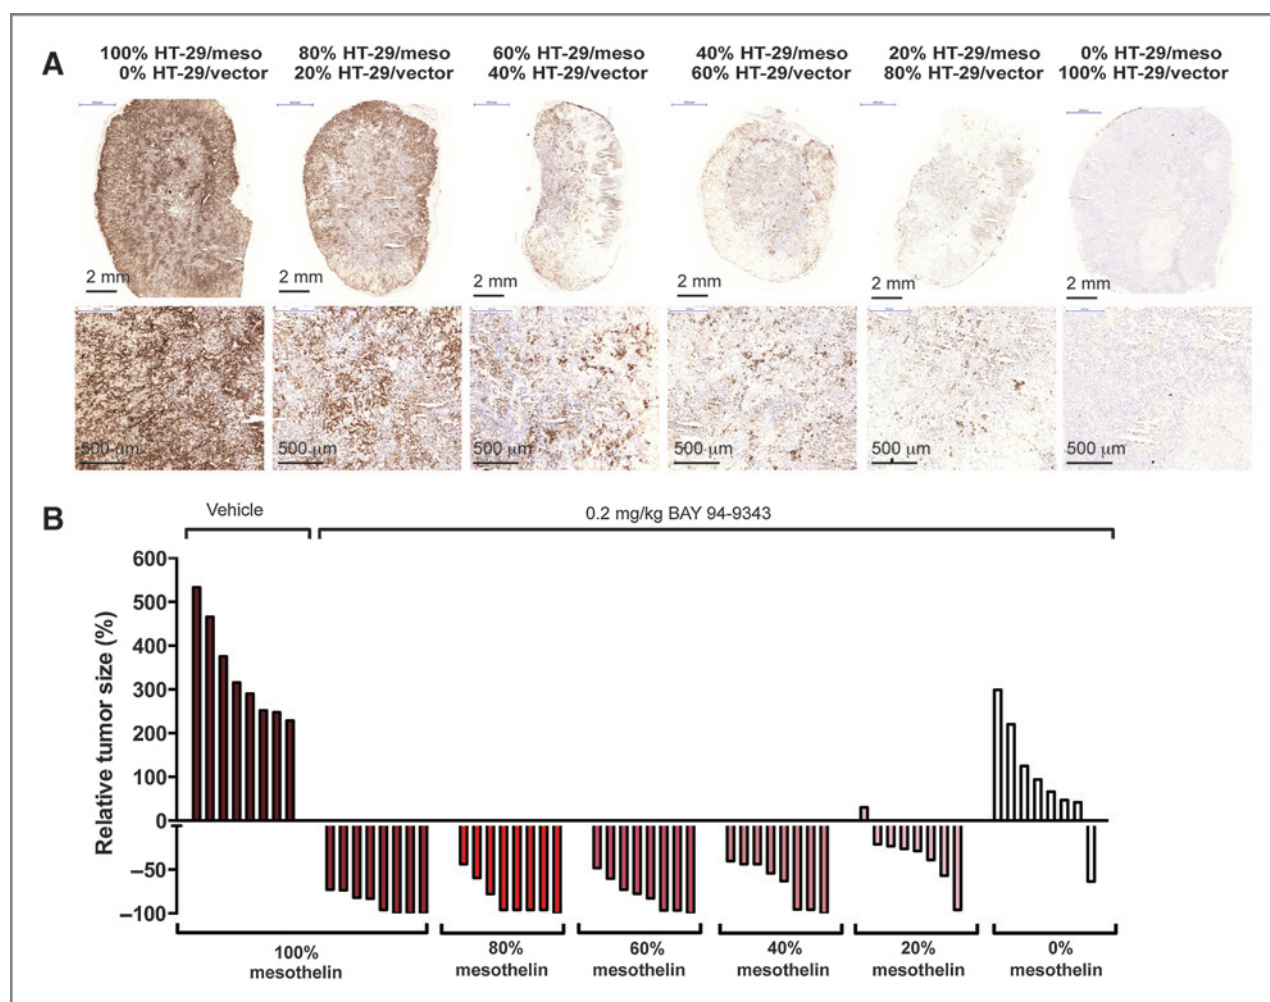 A
100% HT-29/meso
0% HT-29/vector
80% HT-29/meso
20% HT-29/vector
60% HT-29/meso
40% HT-29/vector
40% HT-29/meso
60% HT-29/vector
20% HT-29/meso
80% HT-29/vector
0% HT-29/meso
100% HT-29/vector
2 mm
2 mm
2 mm
2 mm
2 mm
2 mm
500 μm
500 μm
500 μm
500 μm
500 μm
500 μm
B
Vehicle
0.2 mg/kg BAY 94-9343
Relative tumor size (%)
600
500
400
300
200
100
0
0
–50
–100
100%
mesothelin
80%
mesothelin
60%
mesothelin
40%
mesothelin
20%
mesothelin
0%
mesothelin